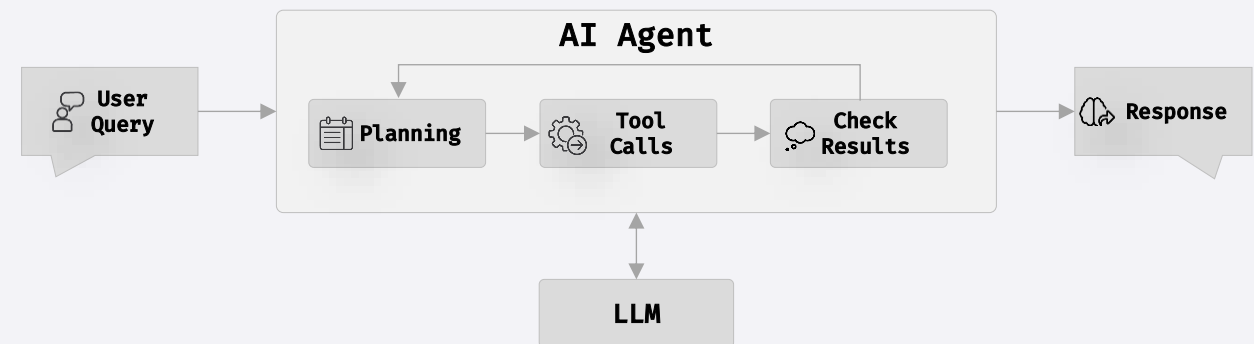 AI Agent
User
Query
Planning
Tool
Calls
Check
Results
Response
LLM